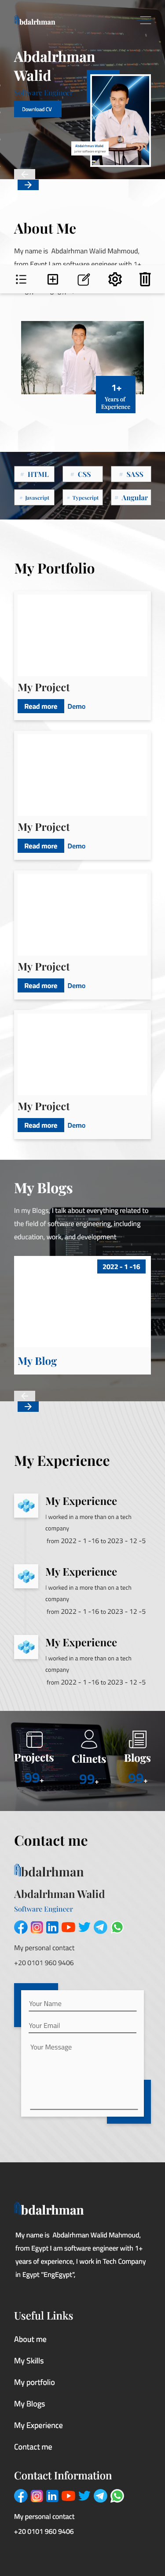 Abdalrhman
Abdalrhman
Walid
Software Engineer
Download CV
Abdalrhman Walid
About Me
My name is Abdalrhman Walid Mahmoud,
from Egypt I am software engineer with 1+
1+
Years of
Experience
HTML
CSS
SASS
Javascript
Typescript
Angular
My Portfolio
My Project
Read more
Demo
My Project
Read more
Demo
My Project
Read more
Demo
My Project
Read more
Demo
My Blogs
In my Blogs, I talk about everything related to
the field of software engineering, including
education, work, and development
2022 - 1 -16
My Blog
My Experience
My Experience
I worked in a more than on a tech
company
from 2022 - 1 -16 to 2023 - 12 -5
My Experience
I worked in a more than on a tech
company
from 2022 - 1 -16 to 2023 - 12 -5
My Experience
I worked in a more than on a tech
company
from 2022 - 1 -16 to 2023 - 12 -5
Projects
99+
Clinets
99+
Blogs
99+
Contact me
Abdalrhman
Abdalrhman Walid
Software Engineer
My personal contact
+20 0101 960 9406
Your Name
Your Email
Your Message
Abdalrhman
My name is Abdalrhman Walid Mahmoud,
from Egypt I am software engineer with 1+
years of experience, I work in Tech Company
in Egypt "EngEgypt",
Useful Links
About me
My Skills
My portfolio
My Blogs
My Experience
Contact me
Contact Information
My personal contact
+20 0101 960 9406